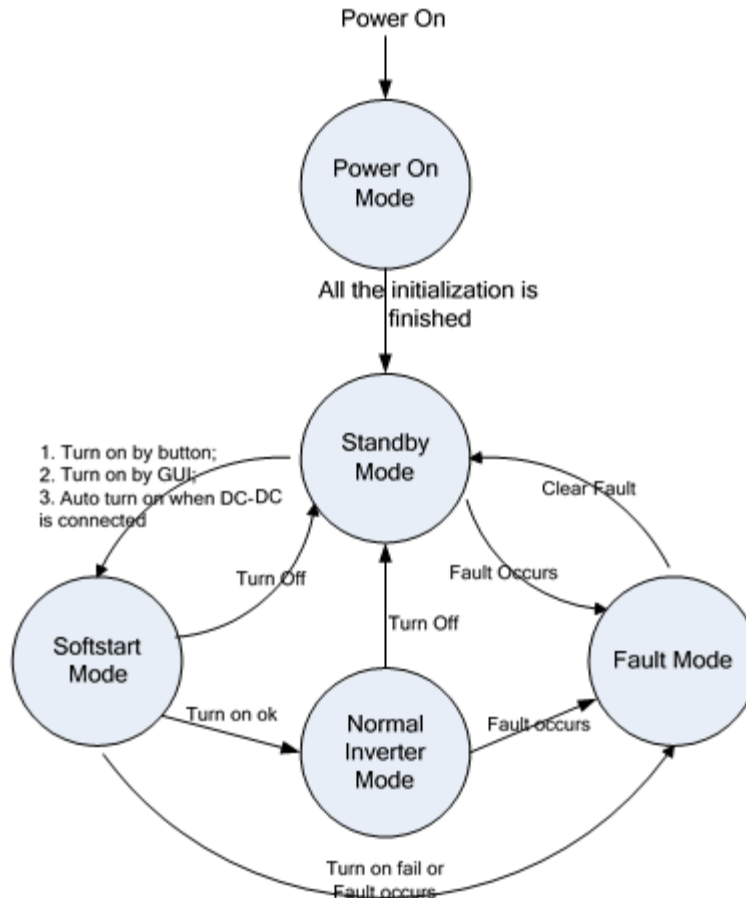 Power On
Power On
Mode
All the initialization is
finished
Standby
Mode
1. Turn on by button;
2. Turn on by GUI;
3. Auto turn on when DC-DC
is connected
Clear Fault
Turn Off
Fault Occurs
Turn Off
Softstart
Mode
Fault Mode
Turn on ok
Normal
Inverter
Mode
Fault occurs
Turn on fail or
Fault occurs